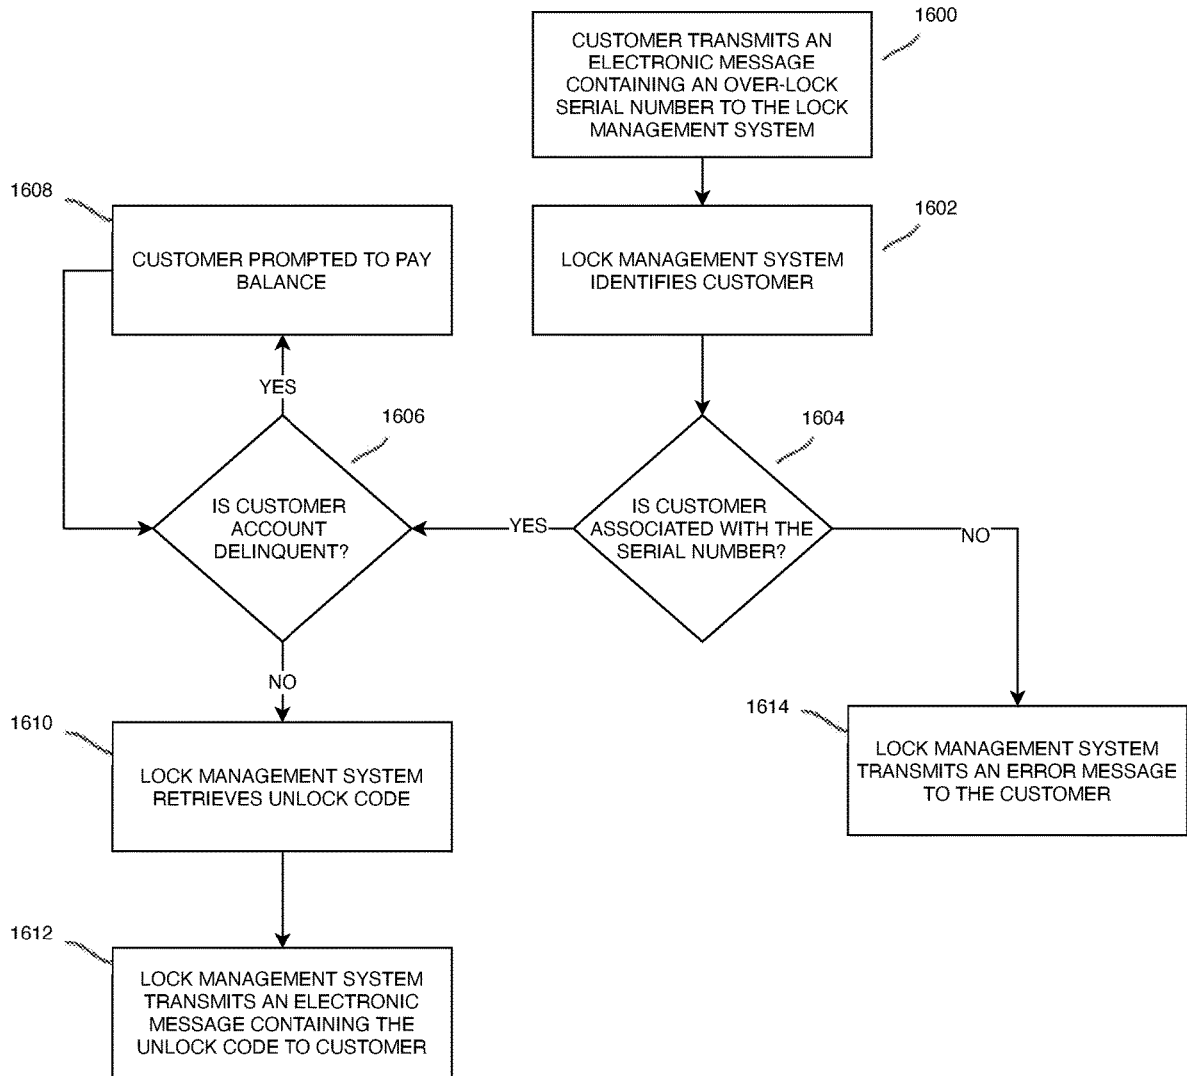 1600
CUSTOMER TRANSMITS AN
ELECTRONIC MESSAGE
CONTAINING AN OVER-LOCK
SERIAL NUMBER TO THE LOCK
MANAGEMENT SYSTEM
1602
LOCK MANAGEMENT SYSTEM
IDENTIFIES CUSTOMER
1608
CUSTOMER PROMPTED TO PAY
BALANCE
YES
1606
IS CUSTOMER
ACCOUNT
DELINQUENT?
YES
1604
IS CUSTOMER
ASSOCIATED WITH THE
SERIAL NUMBER?
NO
NO
1610
LOCK MANAGEMENT SYSTEM
RETRIEVES UNLOCK CODE
1614
LOCK MANAGEMENT SYSTEM
TRANSMITS AN ERROR MESSAGE
TO THE CUSTOMER
1612
LOCK MANAGEMENT SYSTEM
TRANSMITS AN ELECTRONIC
MESSAGE CONTAINING THE
UNLOCK CODE TO CUSTOMER